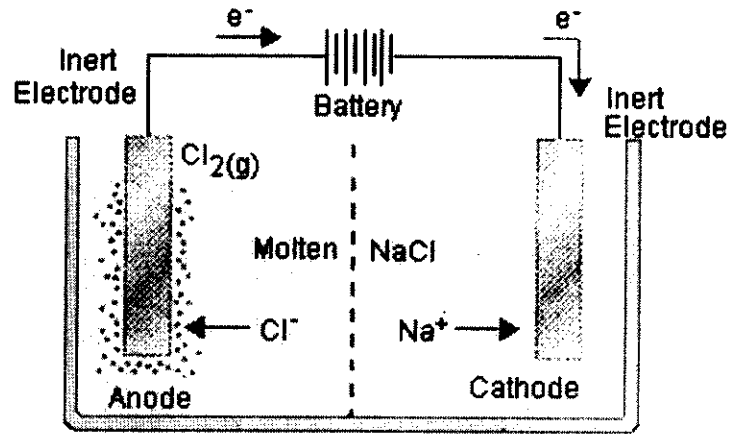 e⁻
e⁻
Inert
Electrode
Battery
Inert
Electrode
Cl₂(g)
Molten NaCl
Cl⁻
Na⁺
Anode
Cathode